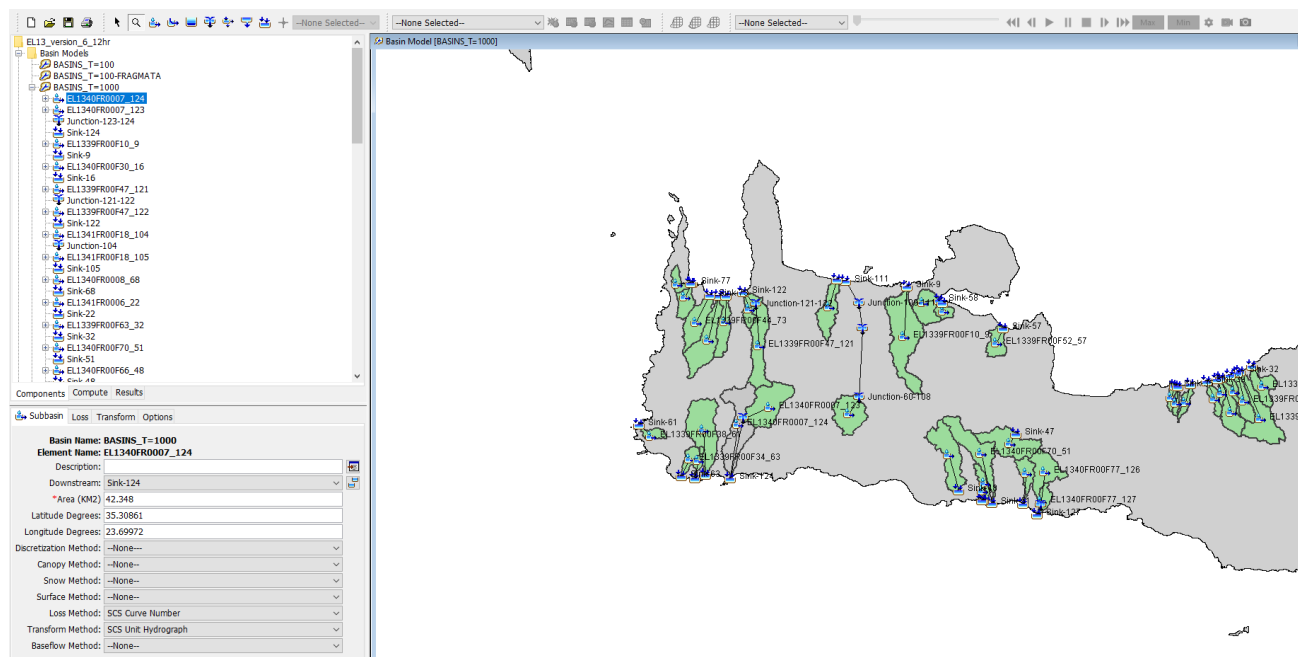 --None Selected--
--None Selected--
--None Selected--
Max
Min
EL13_version_6_12hr
Basin Models
BASINS_T=100
BASINS_T=100-FRAGMATA
BASINS_T=1000
EL1340FR0007_124
EL1340FR0007_123
Junction-123-124
Sink-124
EL1339FR00F10_9
Sink-9
EL1340FR00F30_16
Sink-16
EL1339FR00F47_121
Junction-121-122
EL1339FR00F47_122
Sink-122
EL1341FR00F18_104
Junction-104
EL1341FR00F18_105
Sink-105
EL1340FR0008_68
Sink-68
EL1341FR0006_22
Sink-22
EL1339FR00F63_32
Sink-32
EL1340FR00F70_51
Sink-51
EL1340FR00F66_48
Sink-48
Components
Compute
Results
Subbasin
Loss
Transform
Options
Basin Name: BASINS_T=1000
Element Name: EL1340FR0007_124
Description:
Downstream: Sink-124
*Area (KM2) 42.348
Latitude Degrees: 35.30861
Longitude Degrees: 23.69972
Discretization Method: --None--
Canopy Method: --None--
Snow Method: --None--
Surface Method: --None--
Loss Method: SCS Curve Number
Transform Method: SCS Unit Hydrograph
Baseflow Method: --None--
Basin Model [BASINS_T=1000]
Sink-77
Sink-122
Sink-111
Sink-9
Sink-58
Sink-57
EL1339FR00F10_9
EL1339FR00F52_57
EL1339FR00F47_121
Sink-32
Junction-60-108
EL1340FR0007_123
EL1340FR0007_124
Sink-61
Sink-47
EL1339FR00F34_63
EL1340FR00F70_51
EL1340FR00F77_126
Sink-124
EL1340FR00F77_127
Sink-127